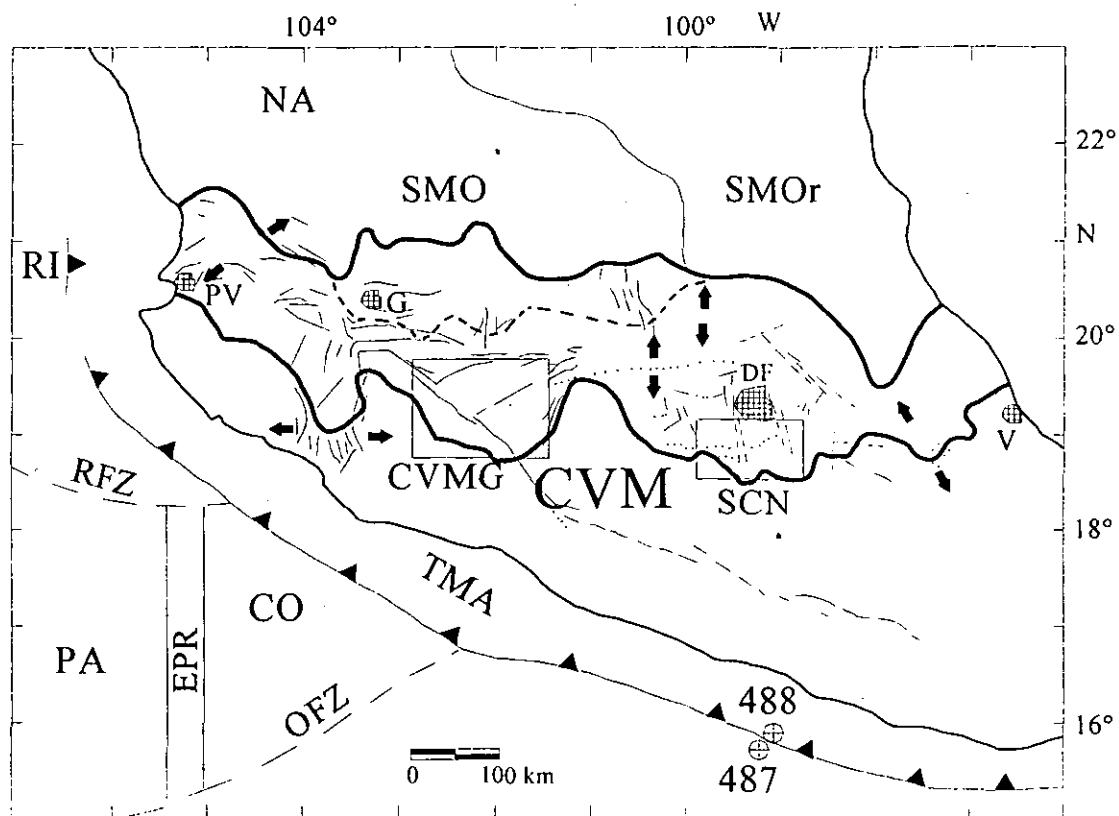 104°
100°
W
NA
22°
SMO
SMOr
N
RI
PV
G
20°
DF
V
CVMG
CVM
SCN
RFZ
18°
TMA
CO
PA
EPR
OFZ
488
16°
487
0 100 km